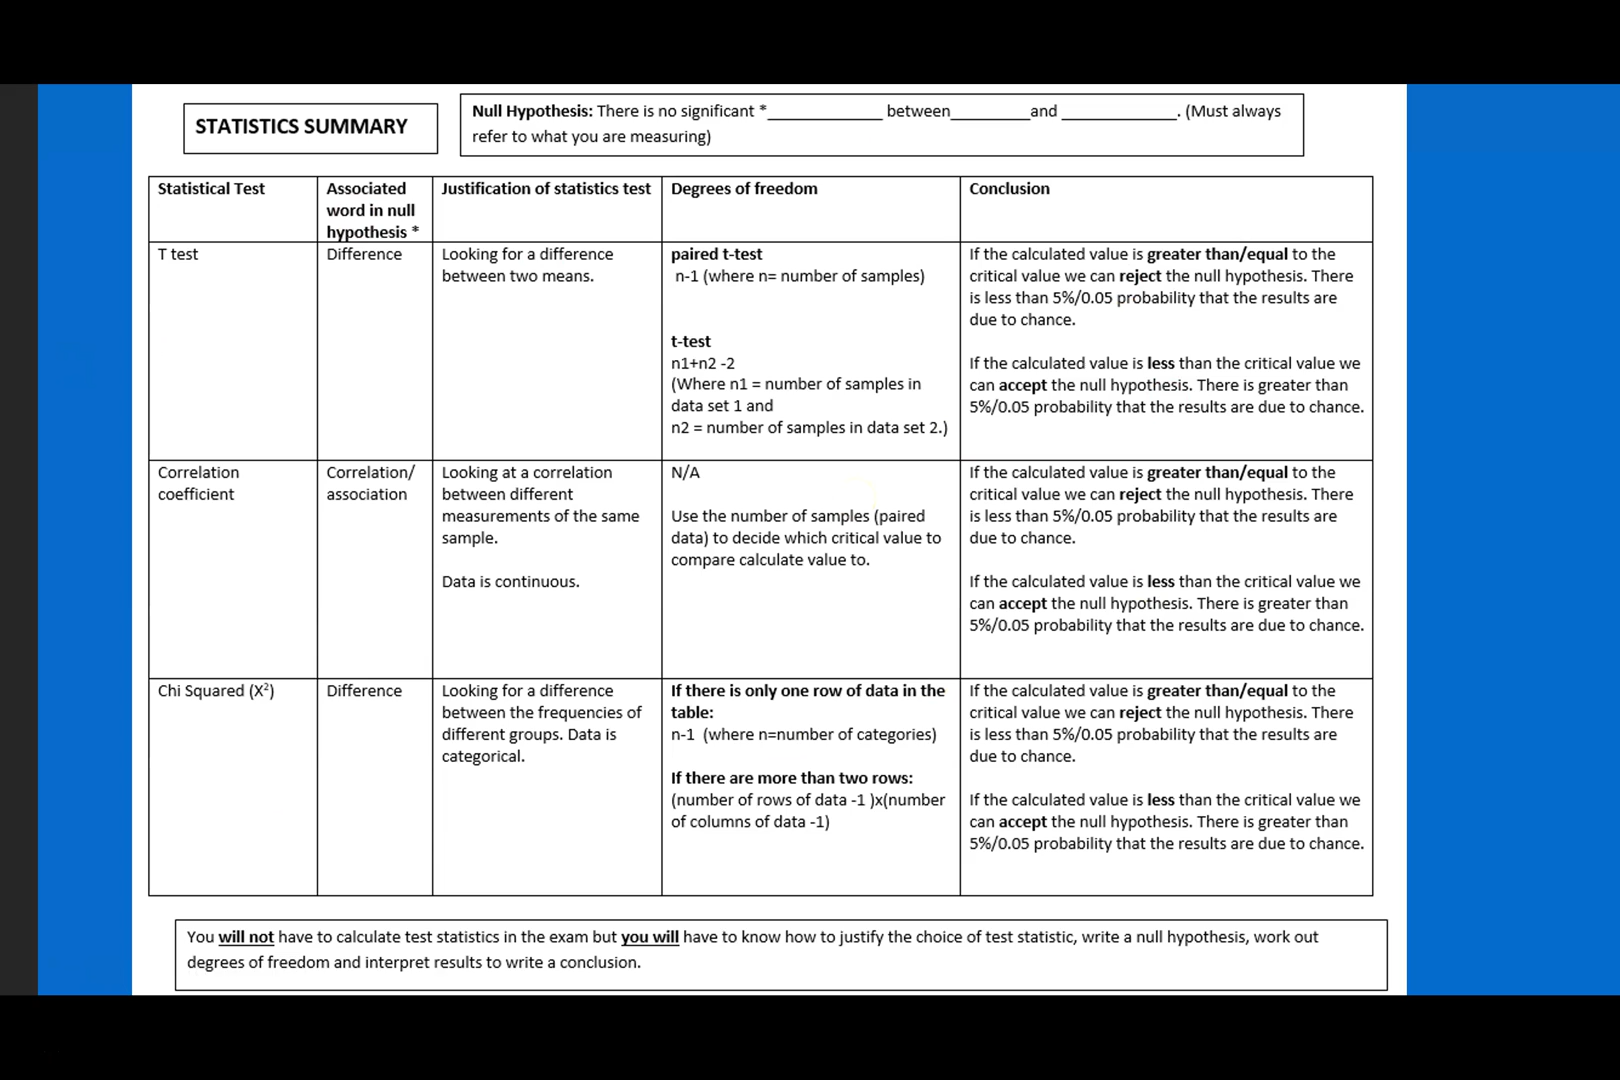 STATISTICS SUMMARY
Null Hypothesis: There is no significant *____________ between________and ____________. (Must always
refer to what you are measuring)
Statistical Test
Associated
word in null
hypothesis *
Justification of statistics test
Degrees of freedom
Conclusion
T test
Difference
Looking for a difference
between two means.
paired t-test
n-1 (where n= number of samples)
t-test
n1+n2 -2
(Where n1 = number of samples in
data set 1 and
n2 = number of samples in data set 2.)
If the calculated value is greater than/equal to the
critical value we can reject the null hypothesis. There
is less than 5%/0.05 probability that the results are
due to chance.
If the calculated value is less than the critical value we
can accept the null hypothesis. There is greater than
5%/0.05 probability that the results are due to chance.
Correlation
coefficient
Correlation/
association
Looking at a correlation
between different
measurements of the same
sample.
Data is continuous.
N/A
Use the number of samples (paired
data) to decide which critical value to
compare calculate value to.
If the calculated value is greater than/equal to the
critical value we can reject the null hypothesis. There
is less than 5%/0.05 probability that the results are
due to chance.
If the calculated value is less than the critical value we
can accept the null hypothesis. There is greater than
5%/0.05 probability that the results are due to chance.
Chi Squared (X²)
Difference
Looking for a difference
between the frequencies of
different groups. Data is
categorical.
If there is only one row of data in the
table:
n-1 (where n=number of categories)
If there are more than two rows:
(number of rows of data -1 )x(number
of columns of data -1)
If the calculated value is greater than/equal to the
critical value we can reject the null hypothesis. There
is less than 5%/0.05 probability that the results are
due to chance.
If the calculated value is less than the critical value we
can accept the null hypothesis. There is greater than
5%/0.05 probability that the results are due to chance.
You will not have to calculate test statistics in the exam but you will have to know how to justify the choice of test statistic, write a null hypothesis, work out
degrees of freedom and interpret results to write a conclusion.